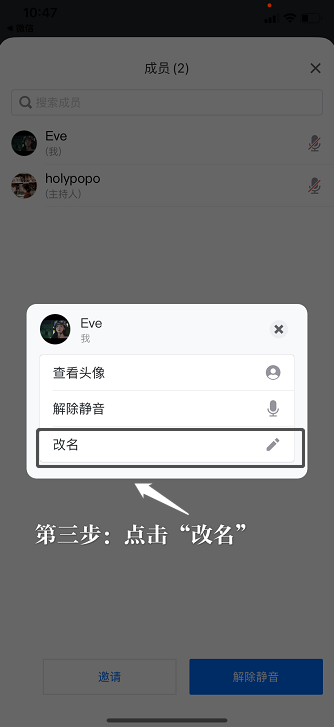 10:47
微信
成员 (2)
搜索成员
Eve
(我)
holypopo
(主持人)
Eve
我
查看头像
解除静音
改名
第三步：点击“改名”
邀请
解除静音